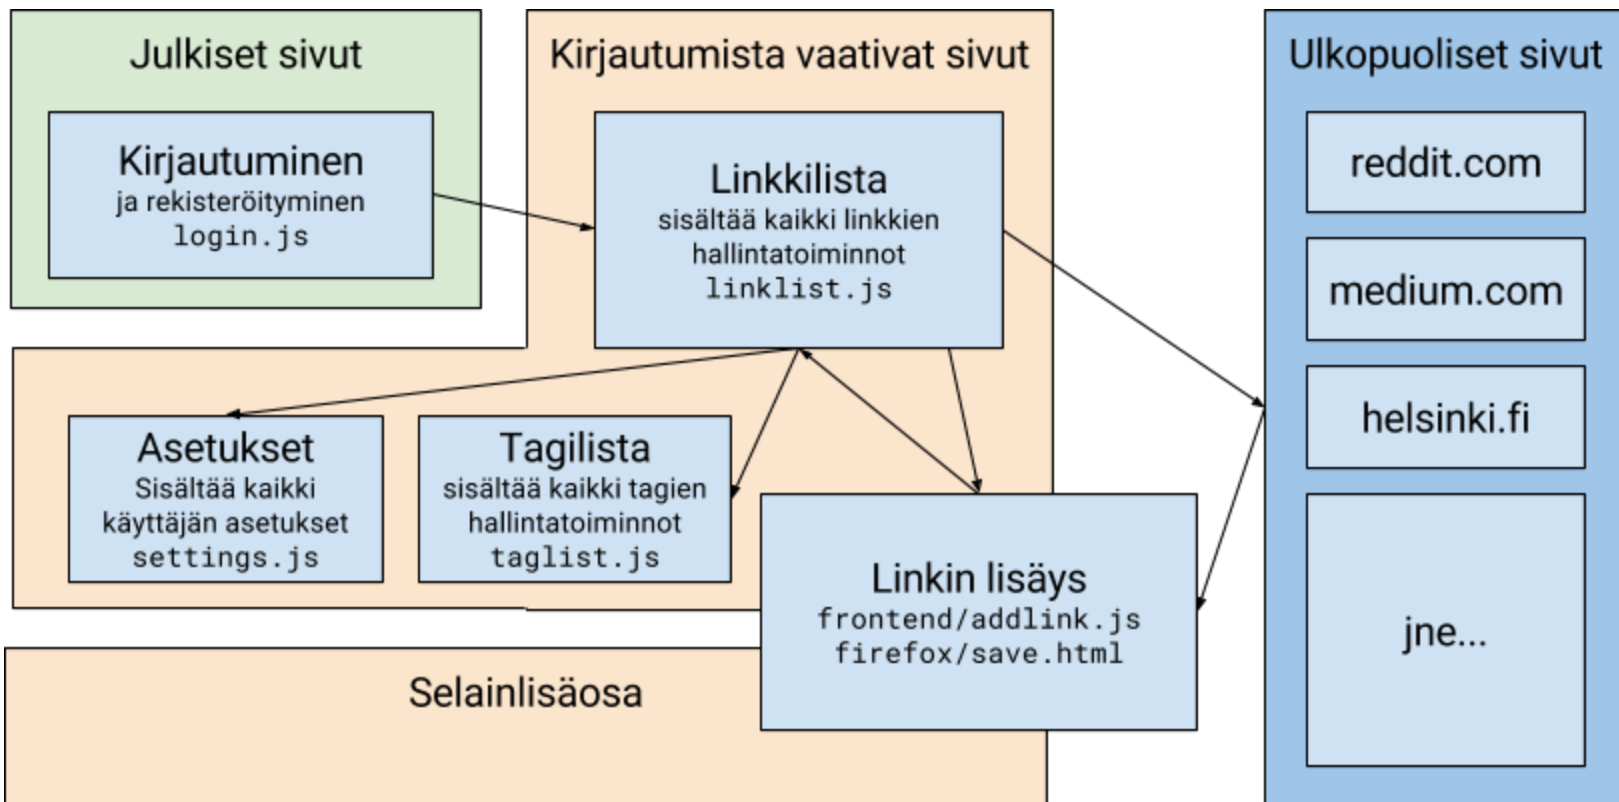 Julkiset sivut
Kirjautuminen
ja rekisteröityminen
login.js
Kirjautumista vaativat sivut
Linkkilista
sisältää kaikki linkkien
hallintatoiminnot
linklist.js
Asetukset
Sisältää kaikki
käyttäjän asetukset
settings.js
Tagilista
sisältää kaikki tagien
hallintatoiminnot
taglist.js
Linkin lisäys
frontend/addlink.js
firefox/save.html
Selainlisäosa
Ulkopuoliset sivut
reddit.com
medium.com
helsinki.fi
jne...